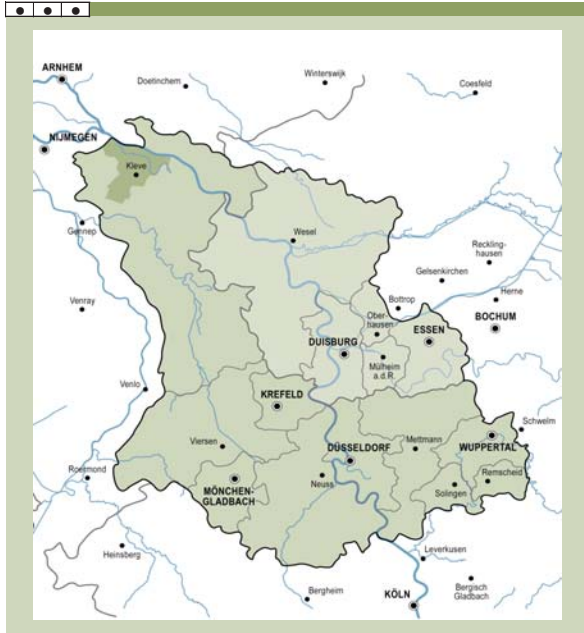 ARNHEM
Doetinchem
Winterswijk
Coesfeld
NIJMEGEN
Kleve
Gennep
Wesel
Reckling-
hausen
Gelsenkirchen
Herne
Venray
Bottrop
Ober-
hausen
BOCHUM
ESSEN
DUISBURG
Mülheim
a.d.R.
Venlo
KREFELD
Schwelm
Viersen
Mettmann
WUPPERTAL
DÜSSELDORF
Roermond
Remscheid
Neuss
MÖNCHEN-
GLADBACH
Solingen
Heinsberg
Leverkusen
Bergheim
KÖLN
Bergisch
Gladbach